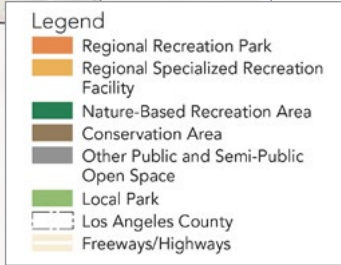 Legend
Regional Recreation Park
Regional Specialized Recreation
Facility
Nature-Based Recreation Area
Conservation Area
Other Public and Semi-Public
Open Space
Local Park
Los Angeles County
Freeways/Highways